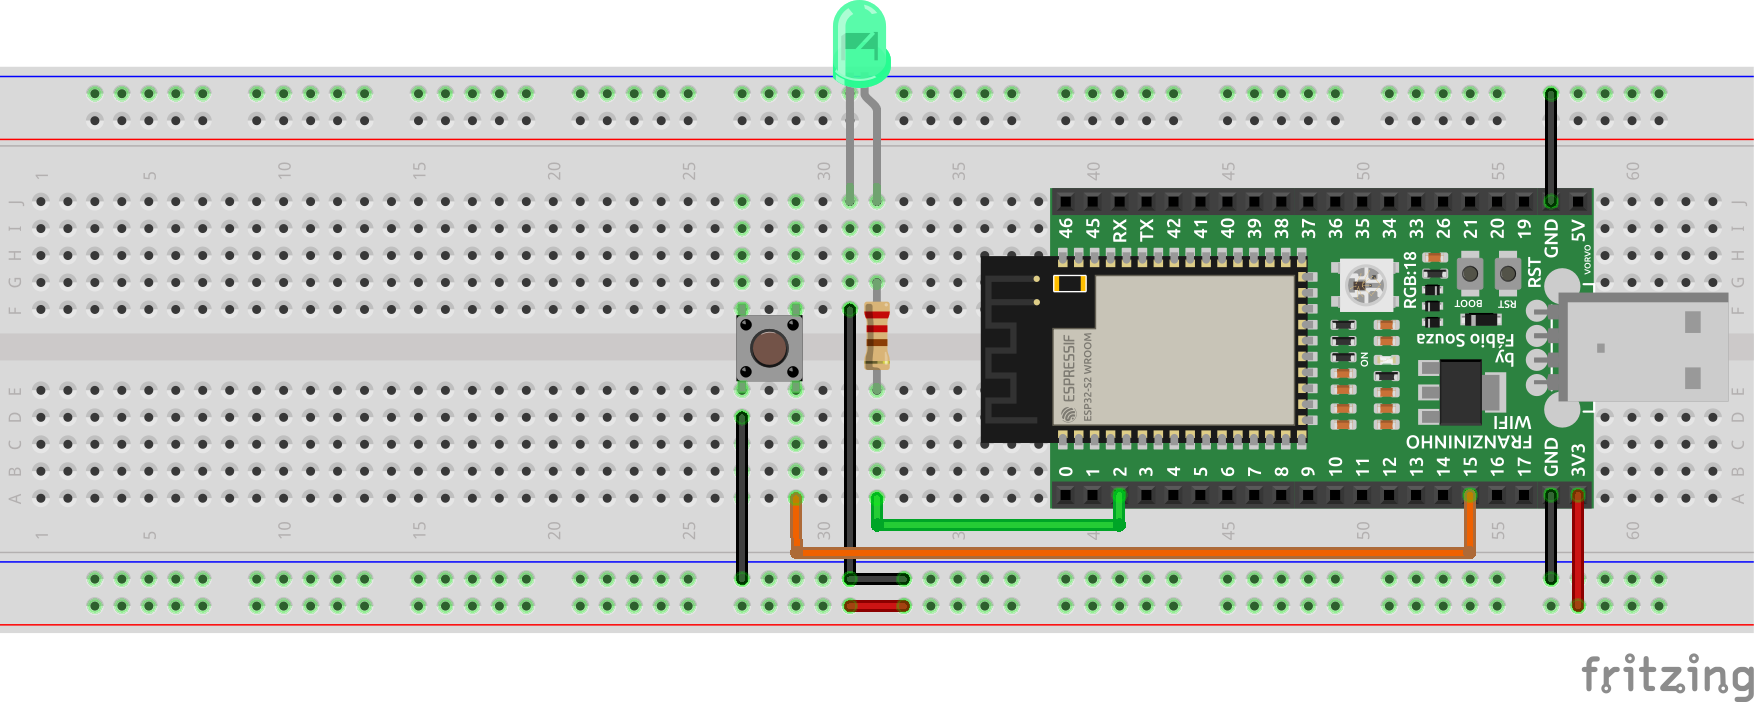 1 5 10 15 20 25 30 35 40 45 50 55 60
J J
I I
H H
G G
F F
46 45 RX TX 42 41 40 39 38 37 36 35 34 33 26 21 20 19 GND 5V
VORVO
RGB:18
BOOT
RST
RST
Fábio Souza
by
ON
ESPRESSIF
ESP32-S2 WROOM
WIFI
FRANZININHO
0 1 2 3 4 5 6 7 8 9 10 11 12 13 14 15 16 17 GND 3V3
E E
D D
C C
B B
A A
1 5 10 15 20 25 30 3 4 45 50 55 60
fritzing